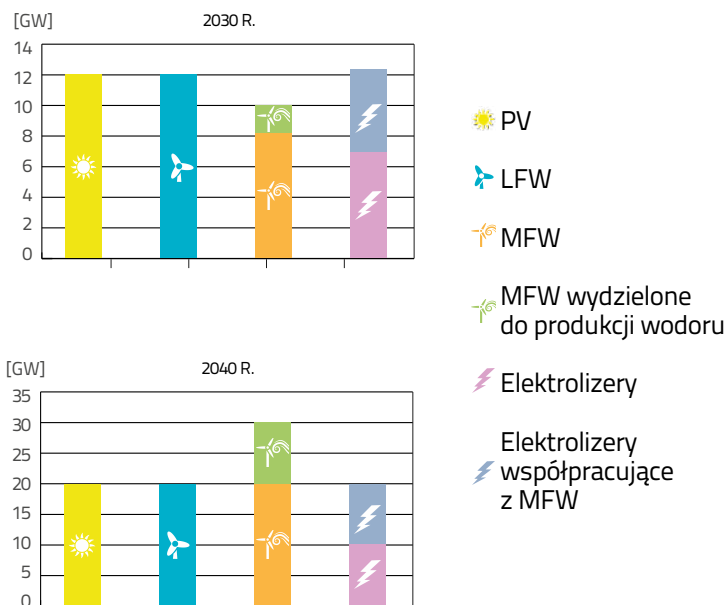 [GW]
2030 R.
14
12
10
8
6
4
2
0
PV
LFW
MFW
MFW wydzielone
do produkcji wodoru
Elektrolizery
Elektrolizery
współpracujące
z MFW
[GW]
2040 R.
35
30
25
20
15
10
5
0